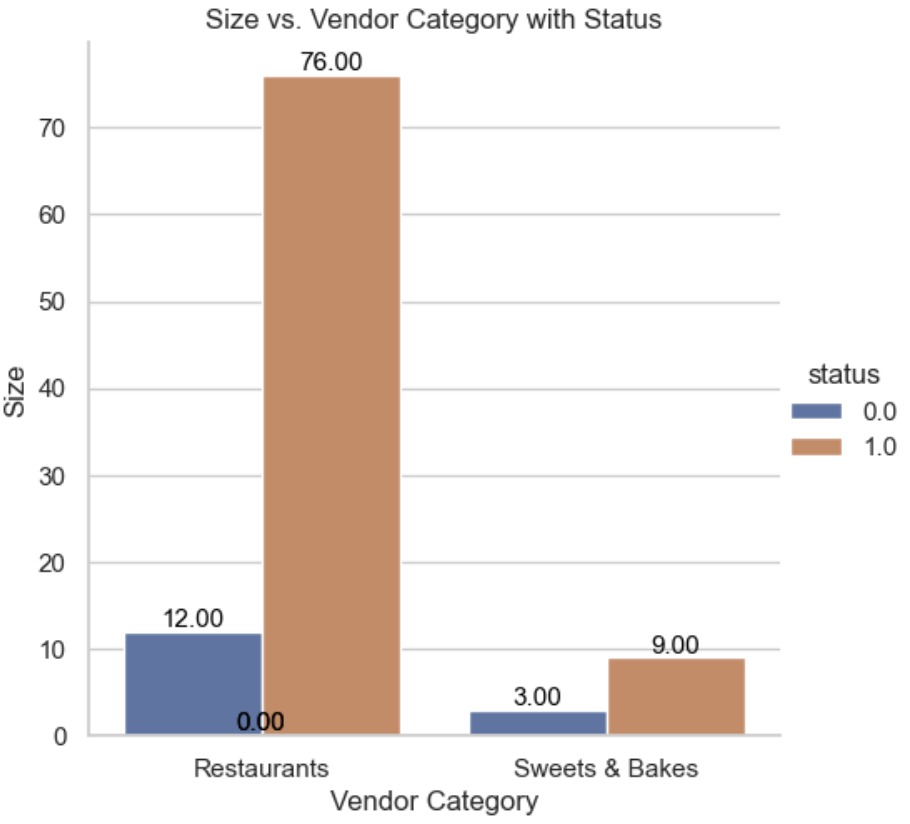 Size vs. Vendor Category with Status
76.00
70
60
50
40
30
20
10
0
Size
12.00
0.00
3.00
9.00
Restaurants
Sweets & Bakes
Vendor Category
status
0.0
1.0